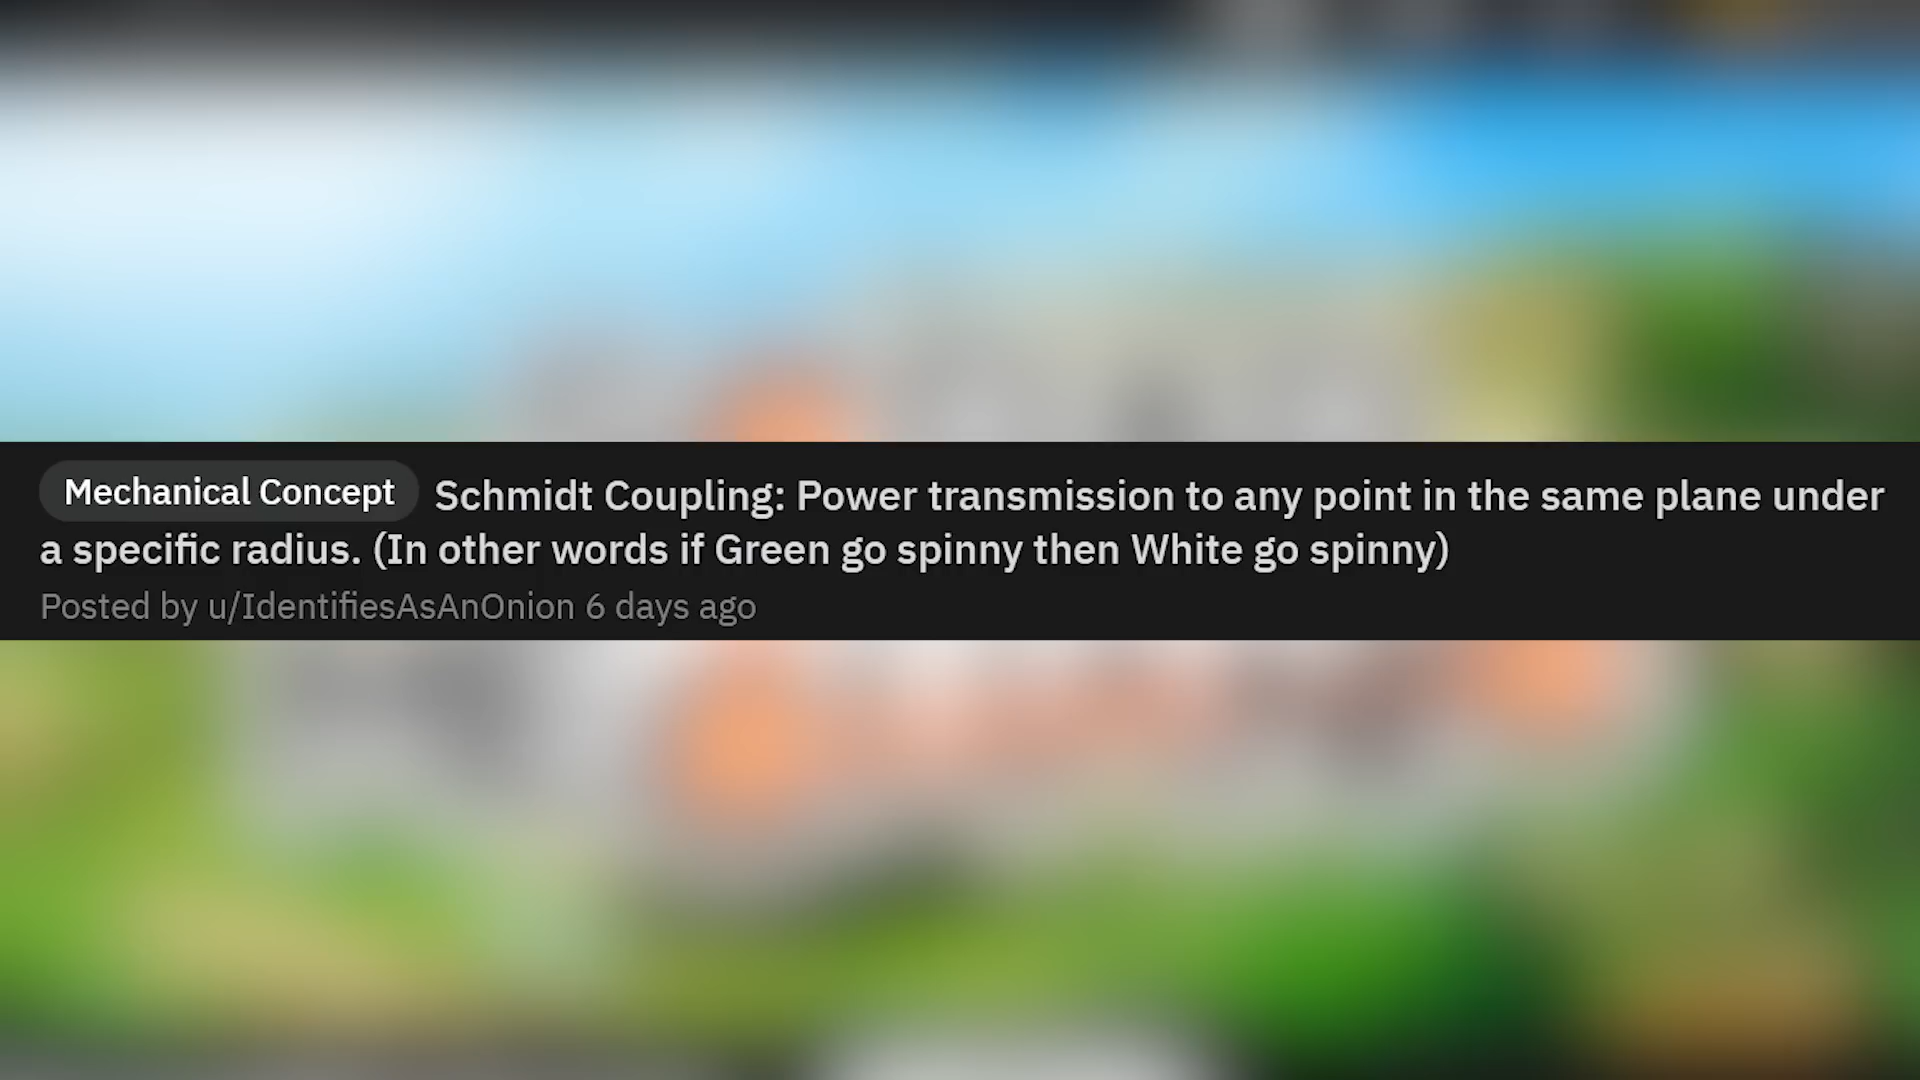 Mechanical Concept Schmidt Coupling: Power transmission to any point in the same plane under
a specific radius. (In other words if Green go spinny then White go spinny)
Posted by u/IdentifiesAsAnOnion 6 days ago